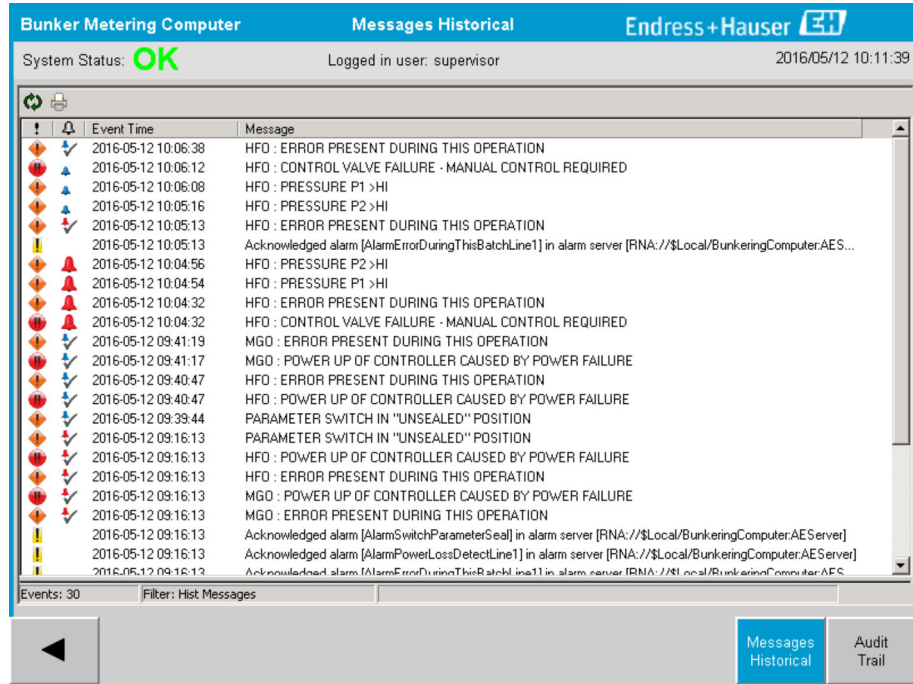 Bunker Metering Computer Messages Historical Endress+Hauser EH
System Status: OK Logged in user: supervisor 2016/05/12 10:11:39
! Event Time Message
2016-05-12 10:06:38 HFO : ERROR PRESENT DURING THIS OPERATION
2016-05-12 10:06:12 HFO : CONTROL VALVE FAILURE - MANUAL CONTROL REQUIRED
2016-05-12 10:06:08 HFO : PRESSURE P1 >HI
2016-05-12 10:05:16 HFO : PRESSURE P2 >HI
2016-05-12 10:05:13 HFO : ERROR PRESENT DURING THIS OPERATION
2016-05-12 10:05:13 Acknowledged alarm [AlarmErrorDuringThisBatchLine1] in alarm server [RNA://$Local/BunkeringComputer:AES...
2016-05-12 10:04:56 HFO : PRESSURE P2 >HI
2016-05-12 10:04:54 HFO : PRESSURE P1 >HI
2016-05-12 10:04:32 HFO : ERROR PRESENT DURING THIS OPERATION
2016-05-12 10:04:32 HFO : CONTROL VALVE FAILURE - MANUAL CONTROL REQUIRED
2016-05-12 09:41:19 MGO : ERROR PRESENT DURING THIS OPERATION
2016-05-12 09:41:17 MGO : POWER UP OF CONTROLLER CAUSED BY POWER FAILURE
2016-05-12 09:40:47 HFO : ERROR PRESENT DURING THIS OPERATION
2016-05-12 09:40:47 HFO : POWER UP OF CONTROLLER CAUSED BY POWER FAILURE
2016-05-12 09:39:44 PARAMETER SWITCH IN "UNSEALED" POSITION
2016-05-12 09:16:13 PARAMETER SWITCH IN "UNSEALED" POSITION
2016-05-12 09:16:13 HFO : POWER UP OF CONTROLLER CAUSED BY POWER FAILURE
2016-05-12 09:16:13 HFO : ERROR PRESENT DURING THIS OPERATION
2016-05-12 09:16:13 MGO : POWER UP OF CONTROLLER CAUSED BY POWER FAILURE
2016-05-12 09:16:13 MGO : ERROR PRESENT DURING THIS OPERATION
2016-05-12 09:16:13 Acknowledged alarm [AlarmSwitchParameterSeal] in alarm server [RNA://$Local/BunkeringComputer:AEServer]
2016-05-12 09:16:13 Acknowledged alarm [AlarmPowerLossDetectLine1] in alarm server [RNA://$Local/BunkeringComputer:AEServer]
2016-05-12 09:16:13 Acknowledged alarm [AlarmErrorDuringThisBatchLine1] in alarm server [RNA://$Local/BunkeringComputer:AES
Events: 30 Filter: Hist Messages
Messages Historical
Audit Trail